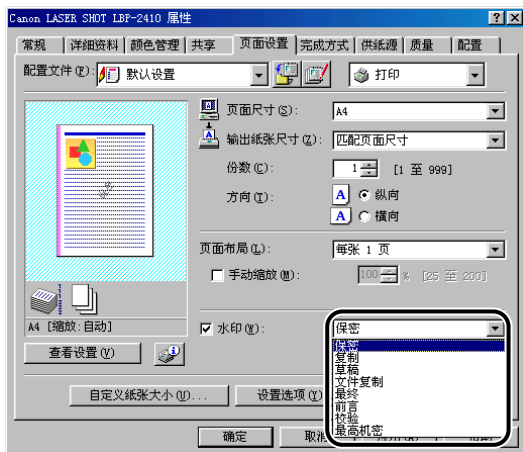 Canon LASER SHOT LBP-2410 属性
常规 详细资料 颜色管理 共享 页面设置 完成方式 供纸源 质量 配置
配置文件(F): 默认设置 打印
页面尺寸(S): A4
输出纸张尺寸(Z): 匹配页面尺寸
份数(C): 1 [1 至 999]
方向(T): A 纵向
A 横向
页面布局(L): 每张 1 页
手动缩放(M): 100 % [25 至 200]
A4 [缩放:自动]
水印(W): 保密
保密
复制
草稿
文件复制
最终
前言
校验
最高机密
查看设置(V)
自定义纸张大小(U)... 设置选项(Y)
确定